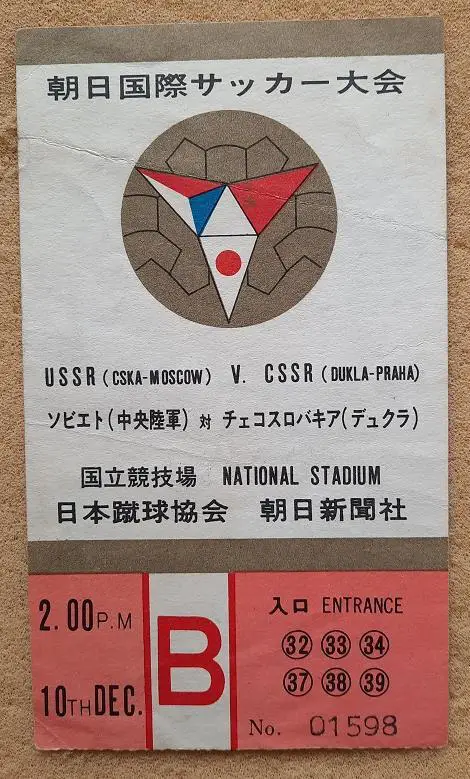 朝日国際サッカー大会
USSR (CSKA-MOSCOW) V. CSSR (DUKLA-PRAHA)
ソビエト(中央陸軍) 対 チェコスロバキア(デュクラ)
国立競技場 NATIONAL STADIUM
日本蹴球協会 朝日新聞社
2.00 P.M
10TH DEC.
B
入口 ENTRANCE
㉜ ㉝ ㉞
㊲ ㊳ ㊴
No. 01598